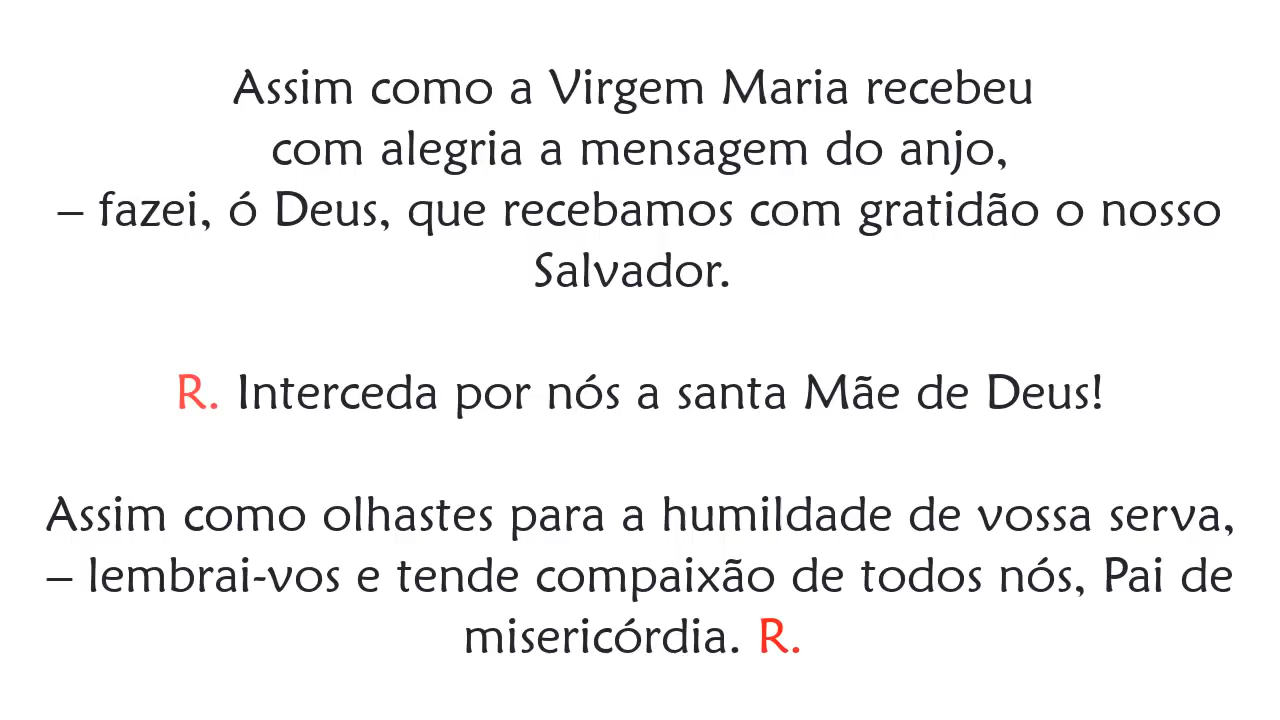 Assim como a Virgem Maria recebeu
com alegria a mensagem do anjo,
– fazei, ó Deus, que recebamos com gratidão o nosso
Salvador.
R. Interceda por nós a santa Mãe de Deus!
Assim como olhastes para a humildade de vossa serva,
– lembrai-vos e tende compaixão de todos nós, Pai de
misericórdia. R.